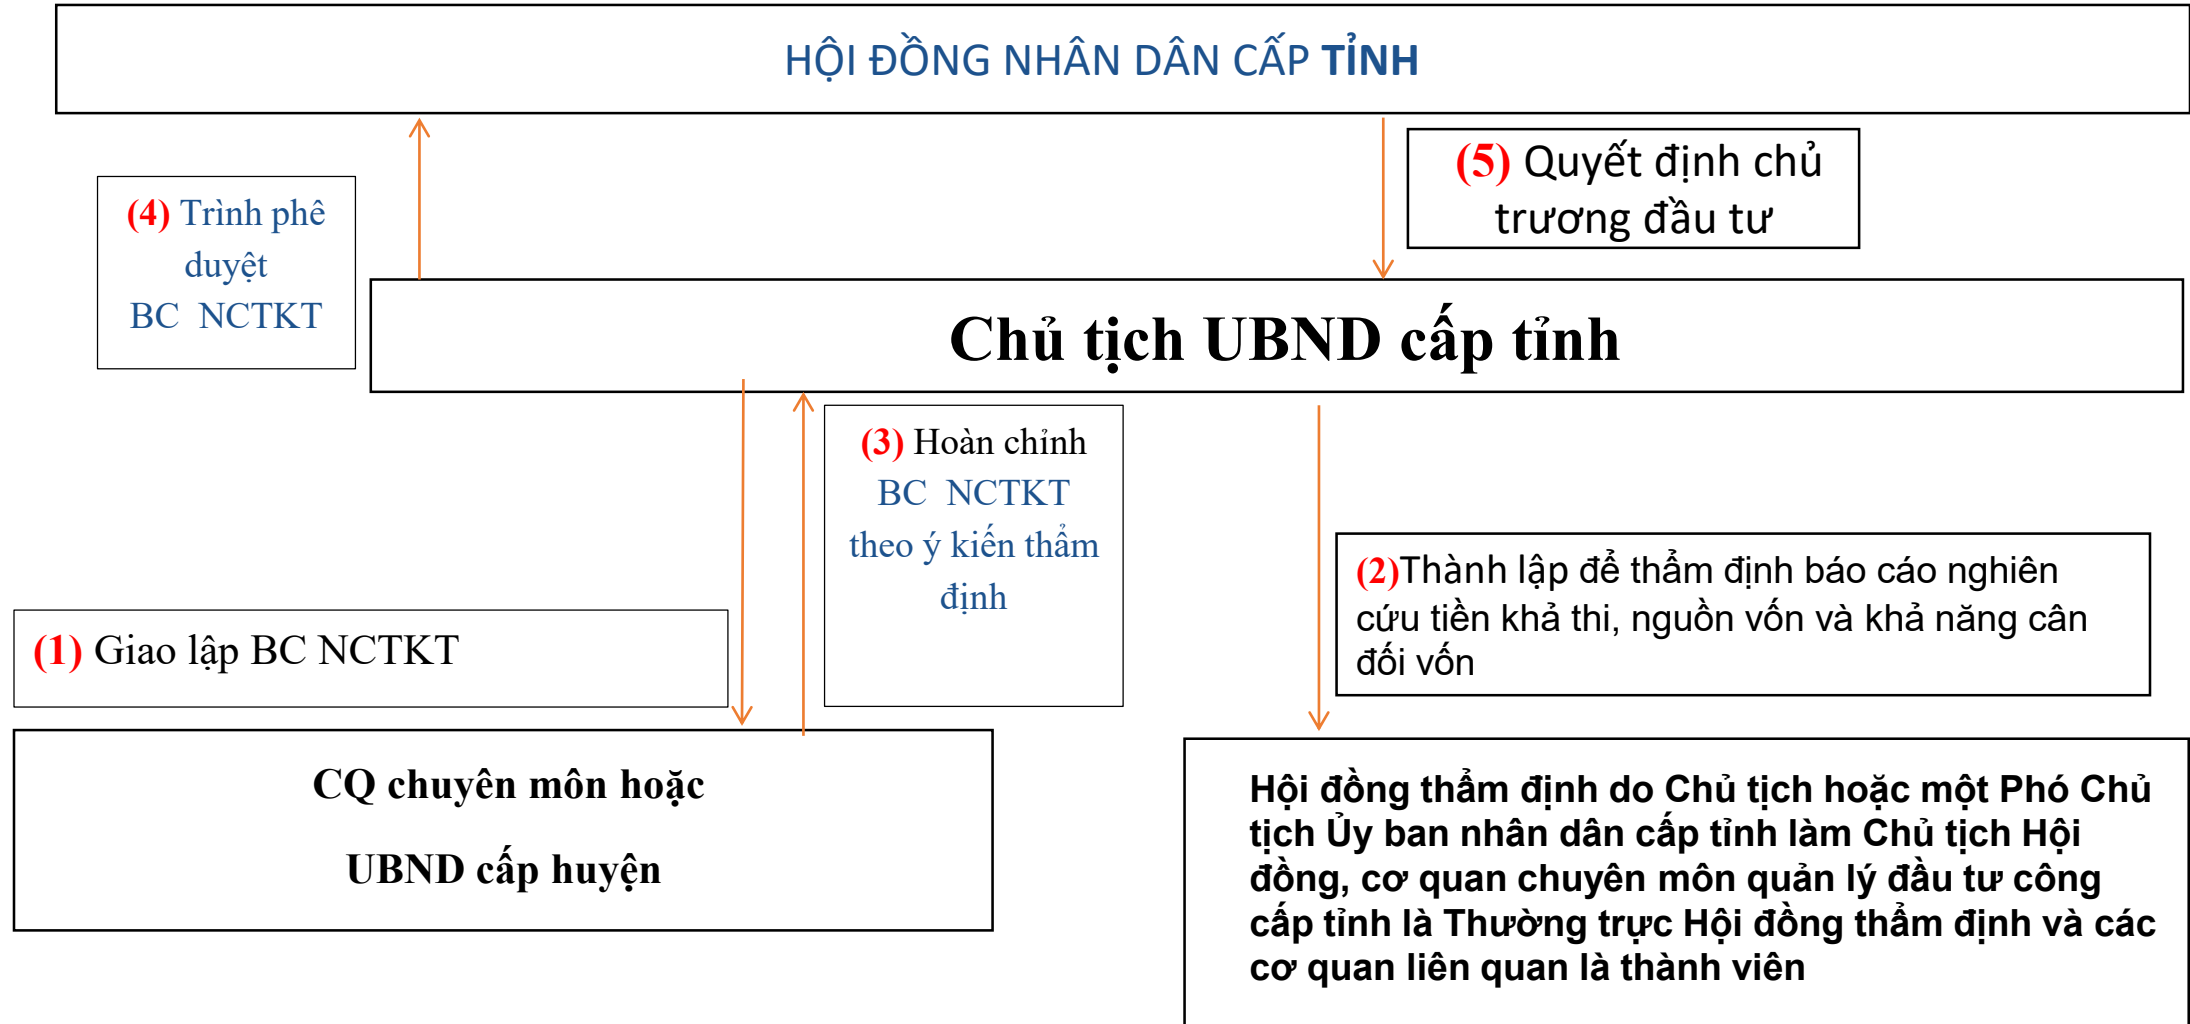 HỘI ĐỒNG NHÂN DÂN CẤP TỈNH
(5) Quyết định chủ
trương đầu tư
(4) Trình phê
duyệt
BC NCTKT
Chủ tịch UBND cấp tỉnh
(3) Hoàn chỉnh
BC NCTKT
theo ý kiến thẩm
định
(2)Thành lập để thẩm định báo cáo nghiên
cứu tiền khả thi, nguồn vốn và khả năng cân
đối vốn
(1) Giao lập BC NCTKT
CQ chuyên môn hoặc
UBND cấp huyện
Hội đồng thẩm định do Chủ tịch hoặc một Phó Chủ
tịch Ủy ban nhân dân cấp tỉnh làm Chủ tịch Hội
đồng, cơ quan chuyên môn quản lý đầu tư công
cấp tỉnh là Thường trực Hội đồng thẩm định và các
cơ quan liên quan là thành viên